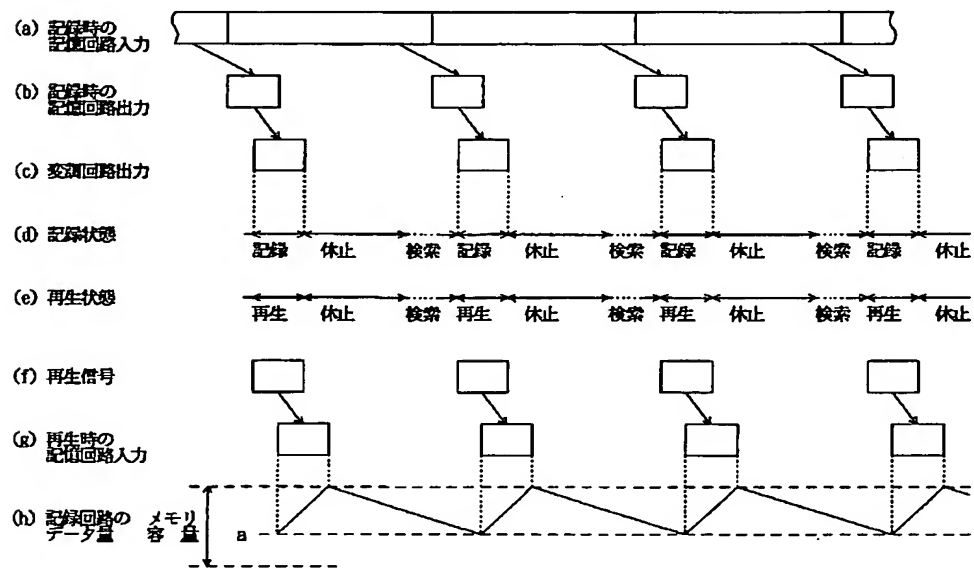 (a) 記録時の
記憶回路入力
(b) 記録時の
記憶回路出力
(c) 変調回路出力
(d) 記録状態
記録 休止 検索 記録 休止 検索 記録 休止 検索 記録 休止
(e) 再生状態
再生 休止 検索 再生 休止 検索 再生 休止 検索 再生 休止
(f) 再生信号
(g) 再生時の
記憶回路入力
(h) 記録回路の メモリ
データ量 容 量 a